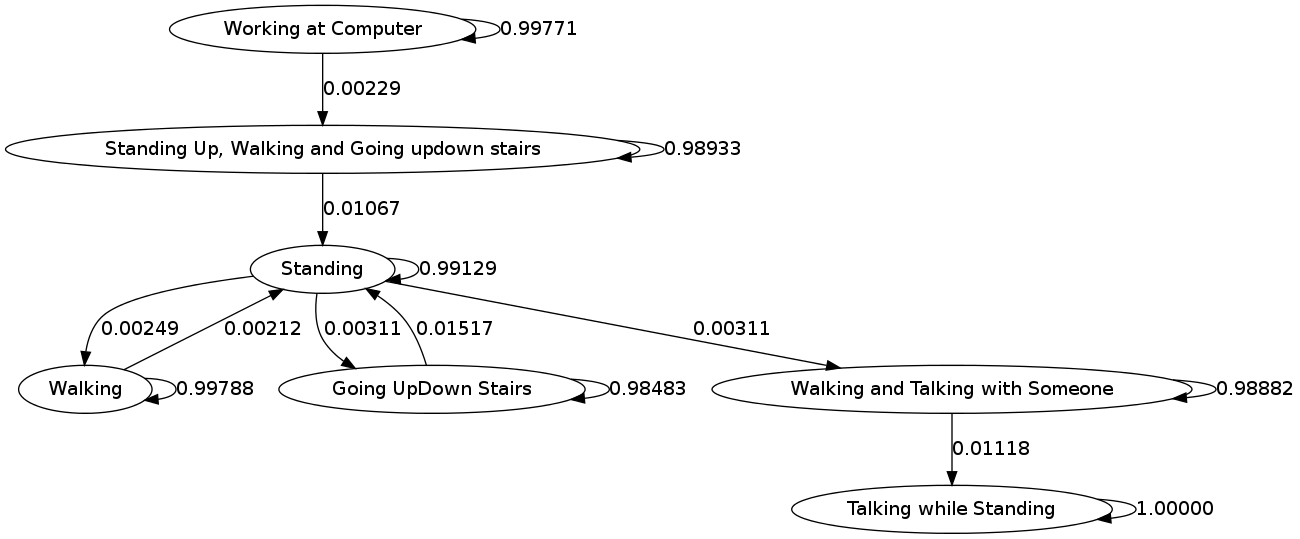 Working at Computer
0.99771
0.00229
Standing Up, Walking and Going updown stairs
0.98933
0.01067
Standing
0.99129
0.00249
0.00212
0.00311
0.01517
0.00311
Walking
0.99788
Going UpDown Stairs
0.98483
Walking and Talking with Someone
0.98882
0.01118
Talking while Standing
1.00000